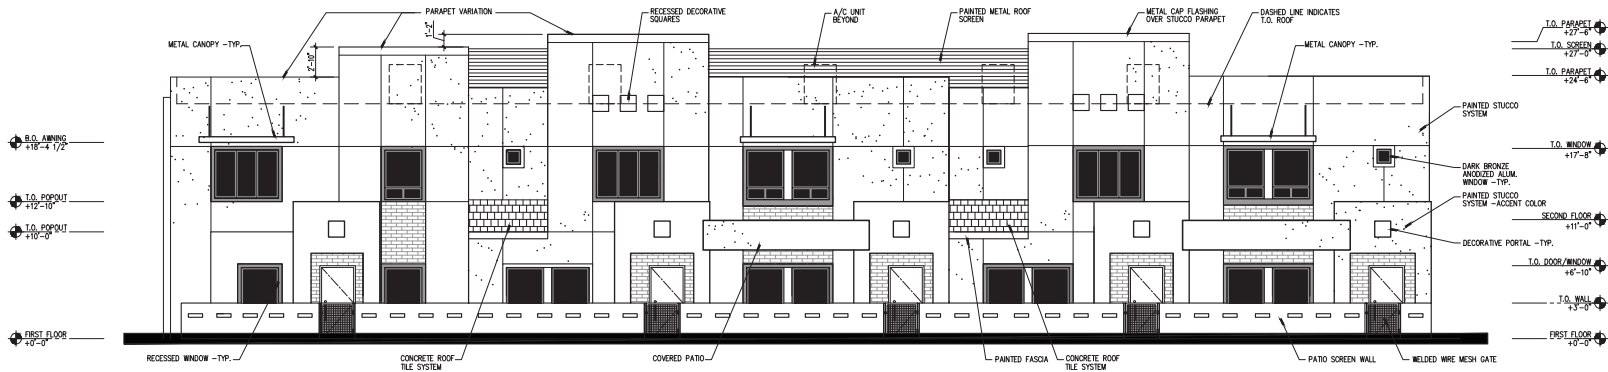 PARAPET VARIATION
1'-2"
RECESSED DECORATIVE
SQUARES
A/C UNIT
BEYOND
PAINTED METAL ROOF
SCREEN
METAL CAP FLASHING
OVER STUCCO PARAPET
DASHED LINE INDICATES
T.O. ROOF
METAL CANOPY -TYP.
2'-10"
METAL CANOPY -TYP.
T.O. PARAPET
+27'-6"
T.O. SCREEN
+27'-0"
T.O. PARAPET
+24'-6"
PAINTED STUCCO
SYSTEM
B.O. AWNING
+18'-4 1/2"
T.O. WINDOW
+17'-8"
DARK BRONZE
ANODIZED ALUM.
WINDOW -TYP.
T.O. POPOUT
+12'-10"
PAINTED STUCCO
SYSTEM -ACCENT COLOR
T.O. POPOUT
+10'-0"
SECOND FLOOR
+11'-0"
DECORATIVE PORTAL -TYP.
T.O. DOOR/WINDOW
+6'-10"
T.O. WALL
+3'-0"
FIRST FLOOR
+0'-0"
FIRST FLOOR
+0'-0"
RECESSED WINDOW -TYP.
CONCRETE ROOF
TILE SYSTEM
COVERED PATIO
PAINTED FASCIA
CONCRETE ROOF
TILE SYSTEM
PATIO SCREEN WALL
WELDED WIRE MESH GATE